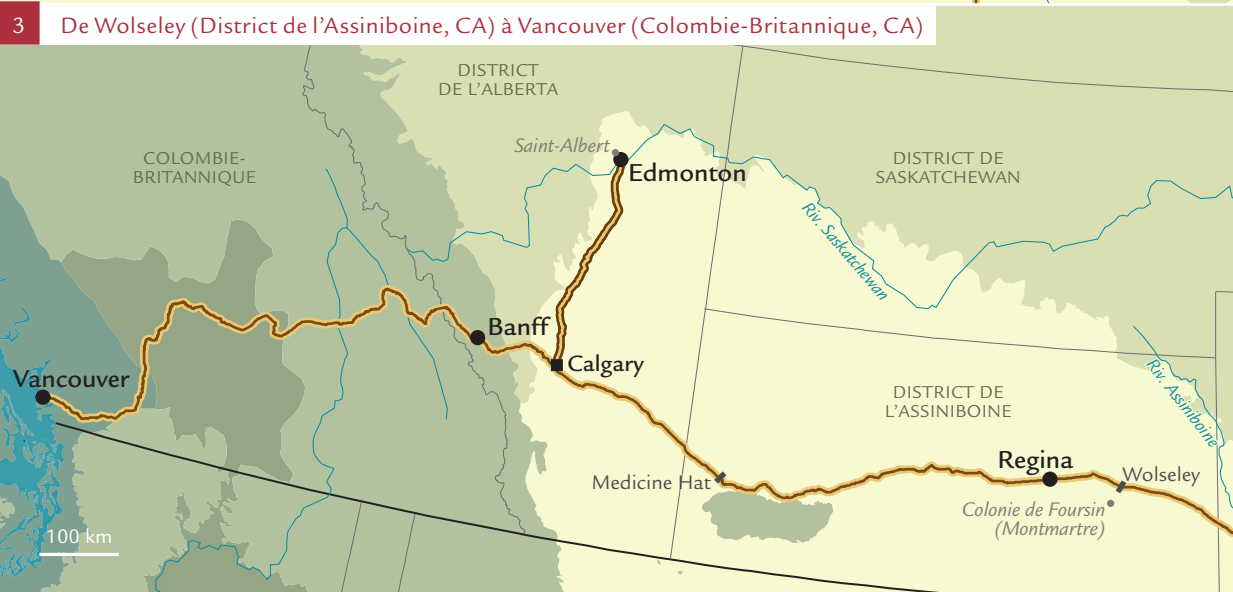 3 De Wolseley (District de l’Assiniboine, CA) à Vancouver (Colombie-Britannique, CA)
DISTRICT
DE L’ALBERTA
COLOMBIE-
BRITANNIQUE
Saint-Albert
Edmonton
DISTRICT DE
SASKATCHEWAN
Riv. Saskatchewan
Banff
Calgary
Vancouver
DISTRICT DE
L’ASSINIBOINE
Riv. Assiniboine
Medicine Hat
Regina
Wolseley
Colonie de Foursin
(Montmartre)
100 km